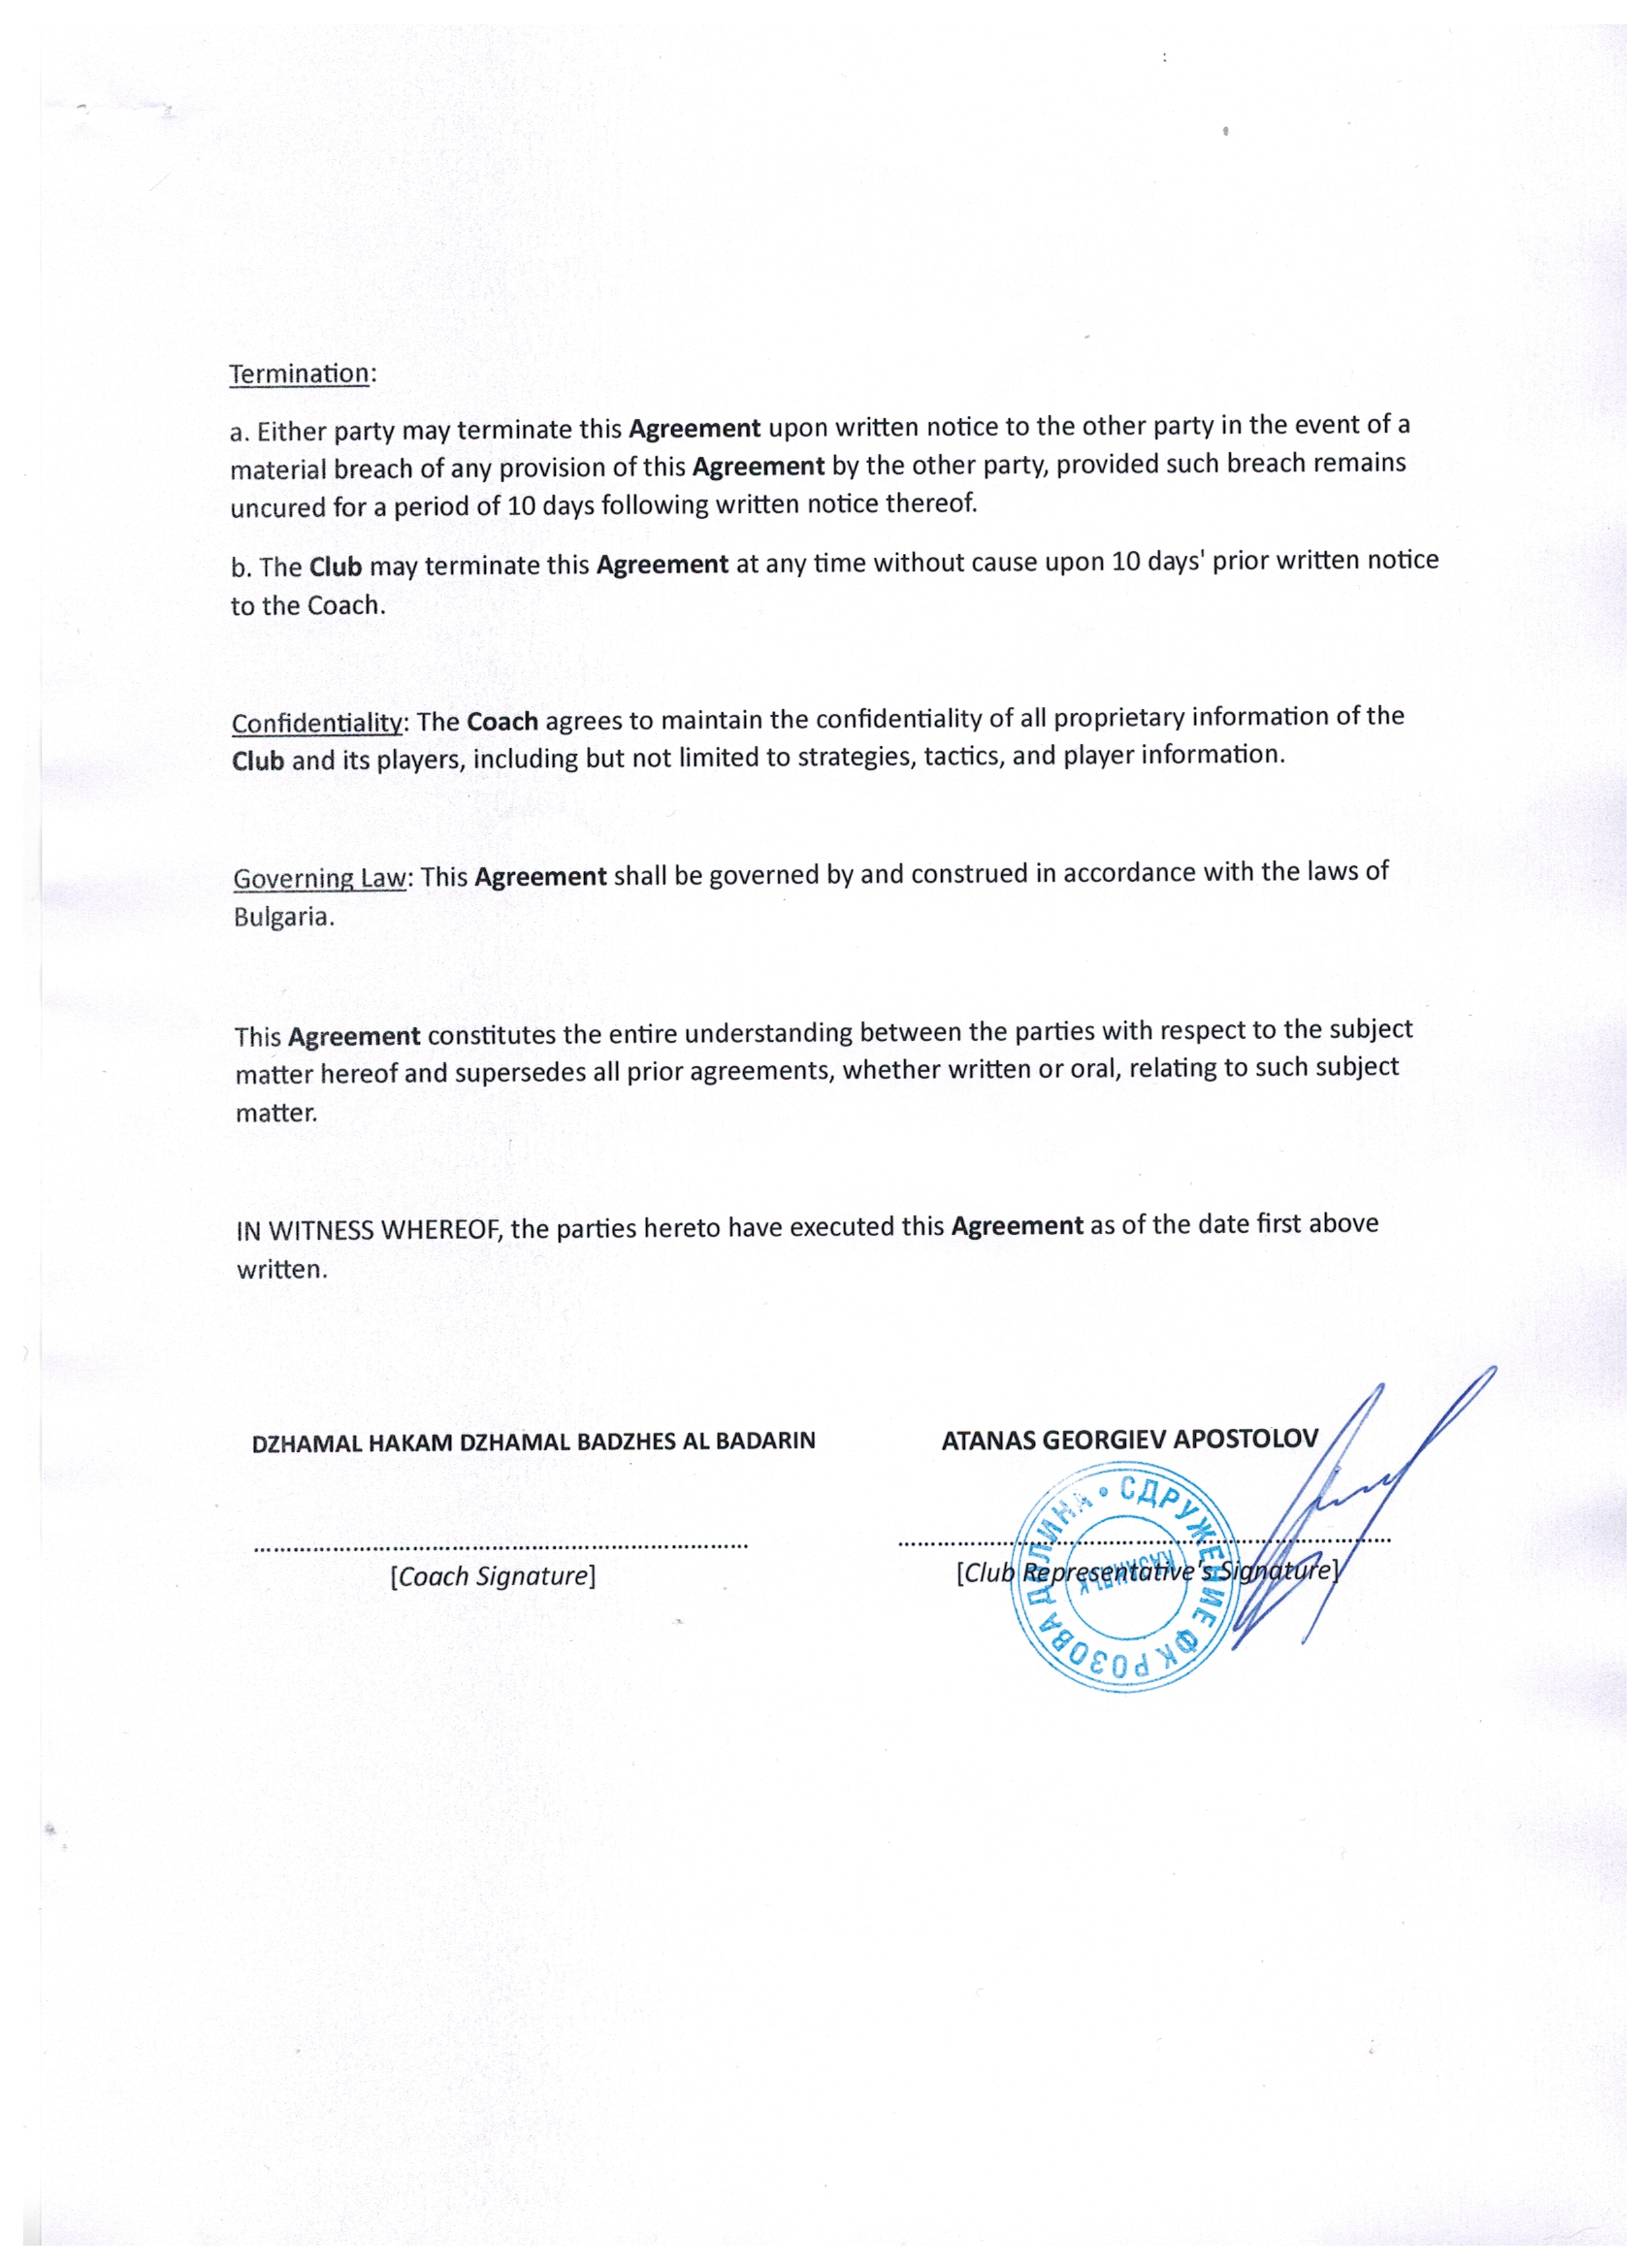 Termination:
a. Either party may terminate this Agreement upon written notice to the other party in the event of a
material breach of any provision of this Agreement by the other party, provided such breach remains
uncured for a period of 10 days following written notice thereof.
b. The Club may terminate this Agreement at any time without cause upon 10 days' prior written notice
to the Coach.
Confidentiality: The Coach agrees to maintain the confidentiality of all proprietary information of the
Club and its players, including but not limited to strategies, tactics, and player information.
Governing Law: This Agreement shall be governed by and construed in accordance with the laws of
Bulgaria.
This Agreement constitutes the entire understanding between the parties with respect to the subject
matter hereof and supersedes all prior agreements, whether written or oral, relating to such subject
matter.
IN WITNESS WHEREOF, the parties hereto have executed this Agreement as of the date first above
written.
DZHAMAL HAKAM DZHAMAL BADZHES AL BADARIN
ATANAS GEORGIEV APOSTOLOV
[Coach Signature]
[Club Representative's Signature]
СДРУЖЕНИЕ ФК РОЗОВА ДОЛИНА •
КАЗАНЛЪК